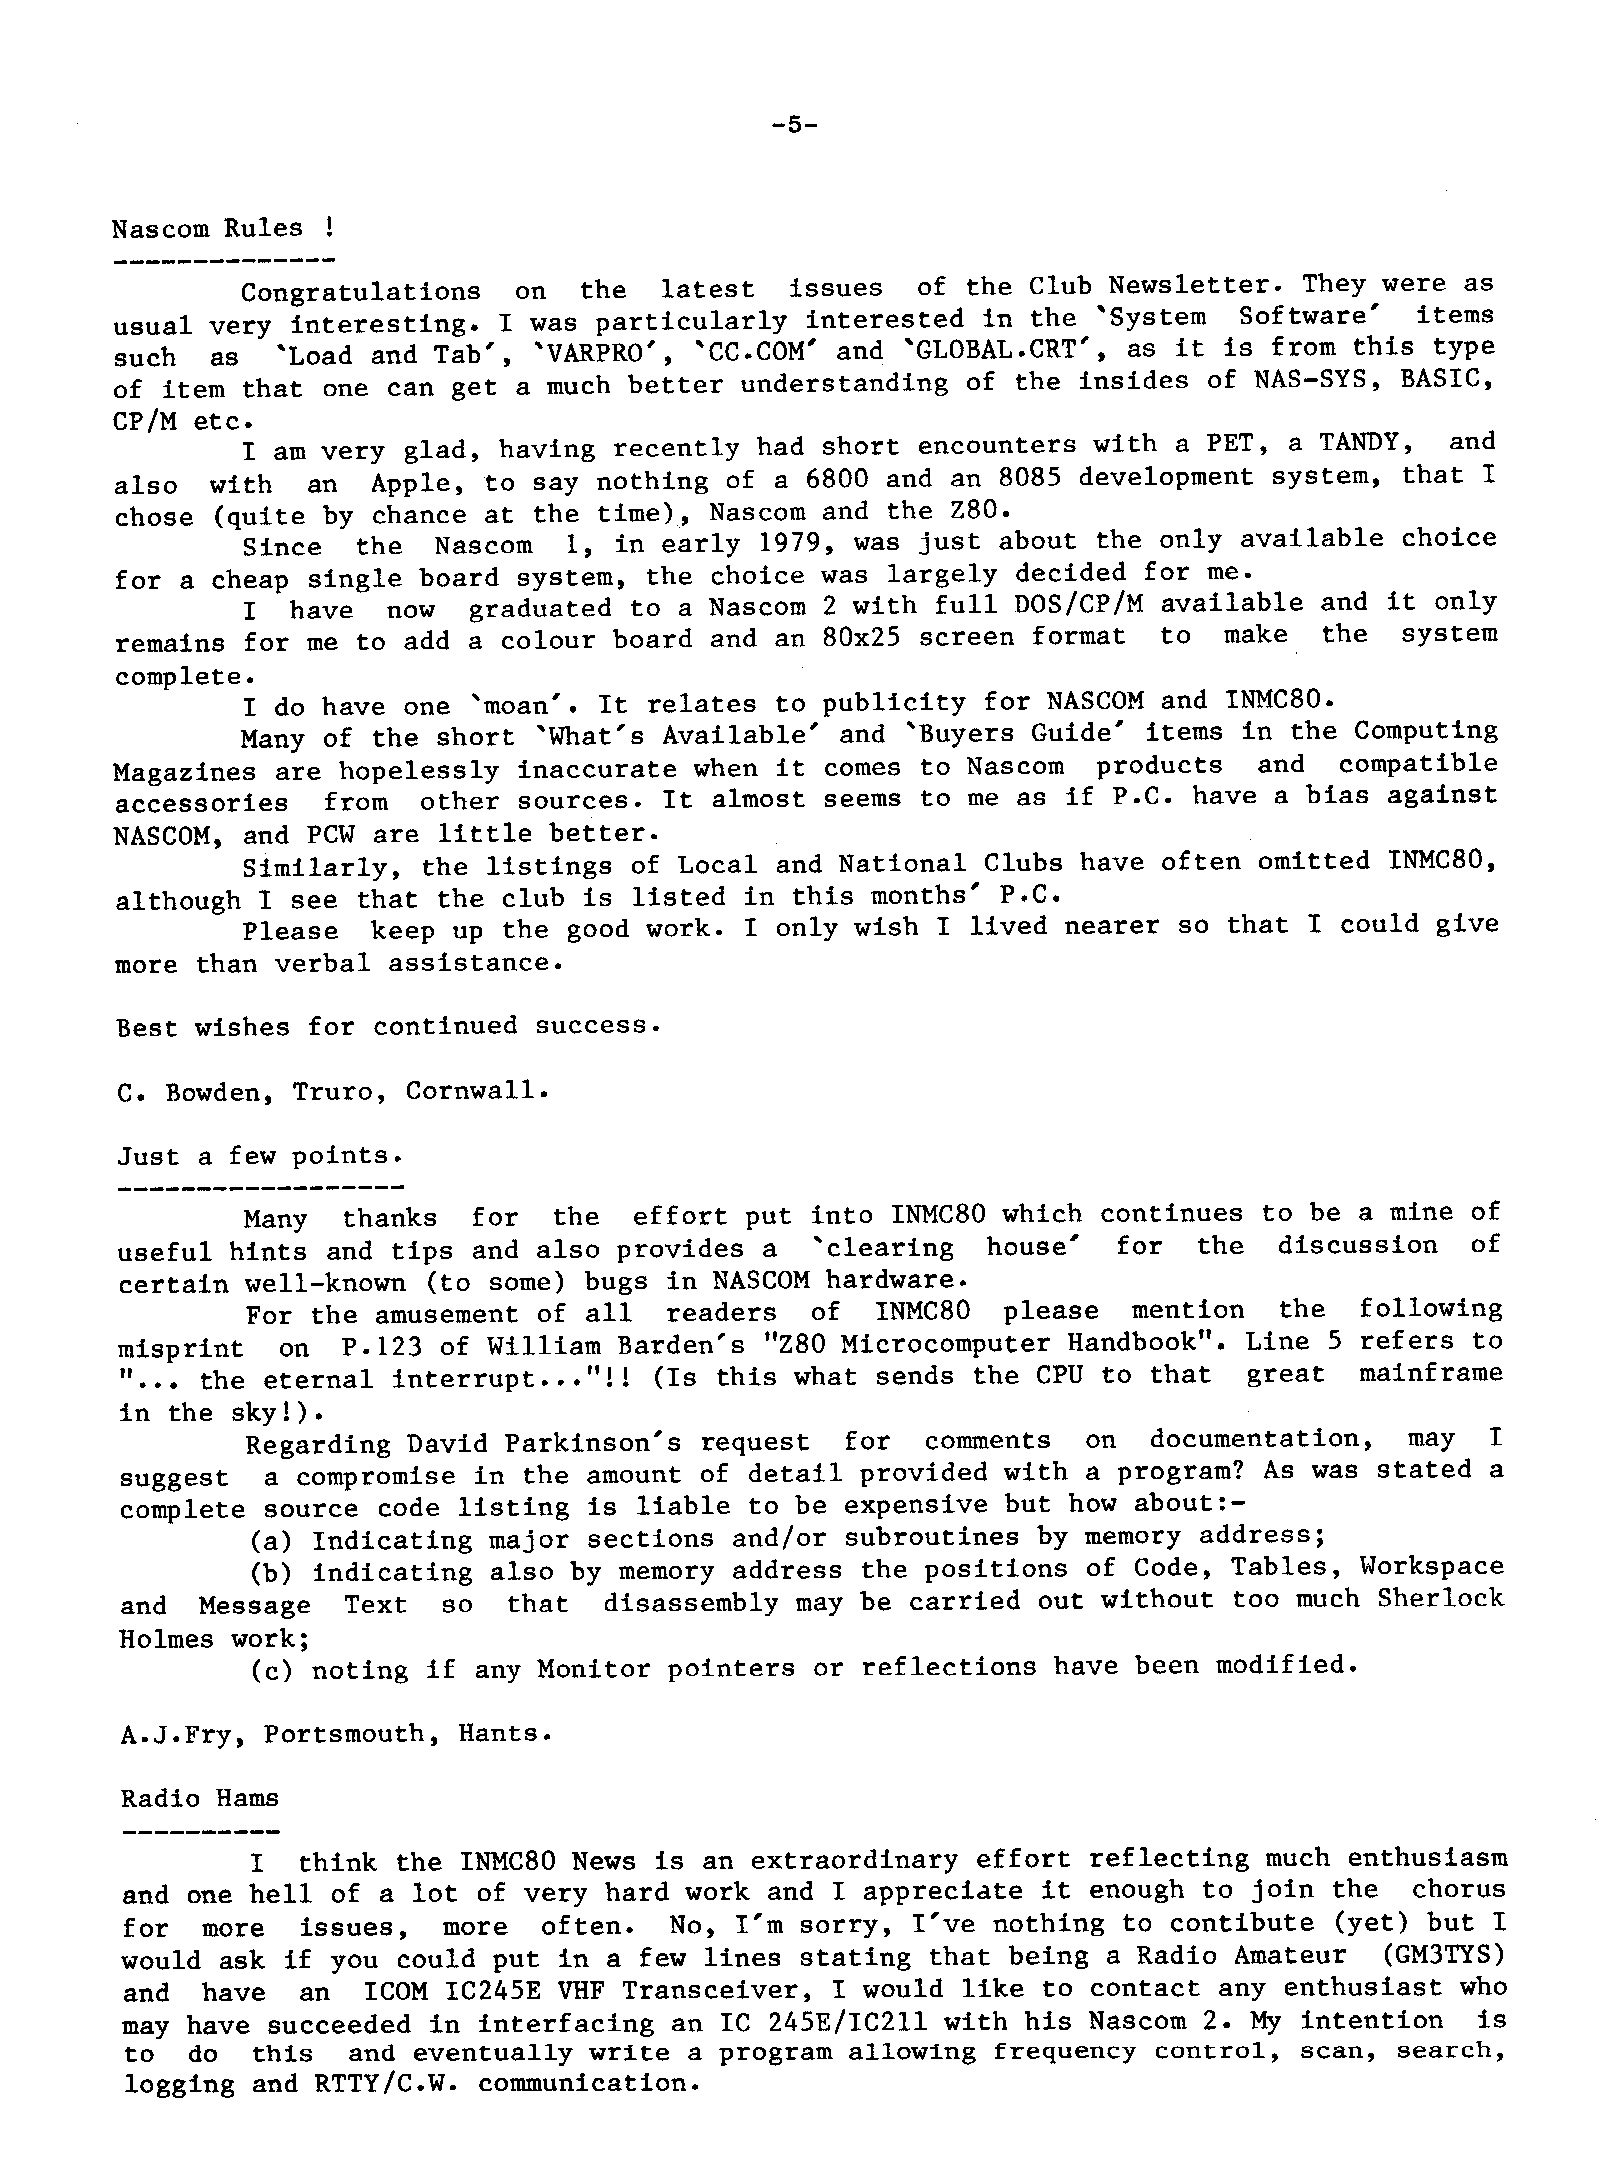 -5-
Nascom Rules !
--------------
Congratulations on the latest issues of the Club Newsletter. They were as
usual very interesting. I was particularly interested in the `System Software' items
such as `Load and Tab', `VARPRO', `CC.COM' and `GLOBAL.CRT', as it is from this type
of item that one can get a much better understanding of the insides of NAS-SYS, BASIC,
CP/M etc.
I am very glad, having recently had short encounters with a PET, a TANDY, and
also with an Apple, to say nothing of a 6800 and an 8085 development system, that I
chose (quite by chance at the time), Nascom and the Z80.
Since the Nascom 1, in early 1979, was just about the only available choice
for a cheap single board system, the choice was largely decided for me.
I have now graduated to a Nascom 2 with full DOS/CP/M available and it only
remains for me to add a colour board and an 80x25 screen format to make the system
complete.
I do have one `moan'. It relates to publicity for NASCOM and INMC80.
Many of the short `What's Available' and `Buyers Guide' items in the Computing
Magazines are hopelessly inaccurate when it comes to Nascom products and compatible
accessories from other sources. It almost seems to me as if P.C. have a bias against
NASCOM, and PCW are little better.
Similarly, the listings of Local and National Clubs have often omitted INMC80,
although I see that the club is listed in this months' P.C.
Please keep up the good work. I only wish I lived nearer so that I could give
more than verbal assistance.
Best wishes for continued success.
C. Bowden, Truro, Cornwall.
Just a few points.
------------------
Many thanks for the effort put into INMC80 which continues to be a mine of
useful hints and tips and also provides a `clearing house' for the discussion of
certain well-known (to some) bugs in NASCOM hardware.
For the amusement of all readers of INMC80 please mention the following
misprint on P.123 of William Barden's "Z80 Microcomputer Handbook". Line 5 refers to
"... the eternal interrupt..."!! (Is this what sends the CPU to that great mainframe
in the sky!).
Regarding David Parkinson's request for comments on documentation, may I
suggest a compromise in the amount of detail provided with a program? As was stated a
complete source code listing is liable to be expensive but how about:-
(a) Indicating major sections and/or subroutines by memory address;
(b) indicating also by memory address the positions of Code, Tables, Workspace
and Message Text so that disassembly may be carried out without too much Sherlock
Holmes work;
(c) noting if any Monitor pointers or reflections have been modified.
A.J.Fry, Portsmouth, Hants.
Radio Hams
----------
I think the INMC80 News is an extraordinary effort reflecting much enthusiasm
and one hell of a lot of very hard work and I appreciate it enough to join the chorus
for more issues, more often. No, I'm sorry, I've nothing to contibute (yet) but I
would ask if you could put in a few lines stating that being a Radio Amateur (GM3TYS)
and have an ICOM IC245E VHF Transceiver, I would like to contact any enthusiast who
may have succeeded in interfacing an IC 245E/IC211 with his Nascom 2. My intention is
to do this and eventually write a program allowing frequency control, scan, search,
logging and RTTY/C.W. communication.